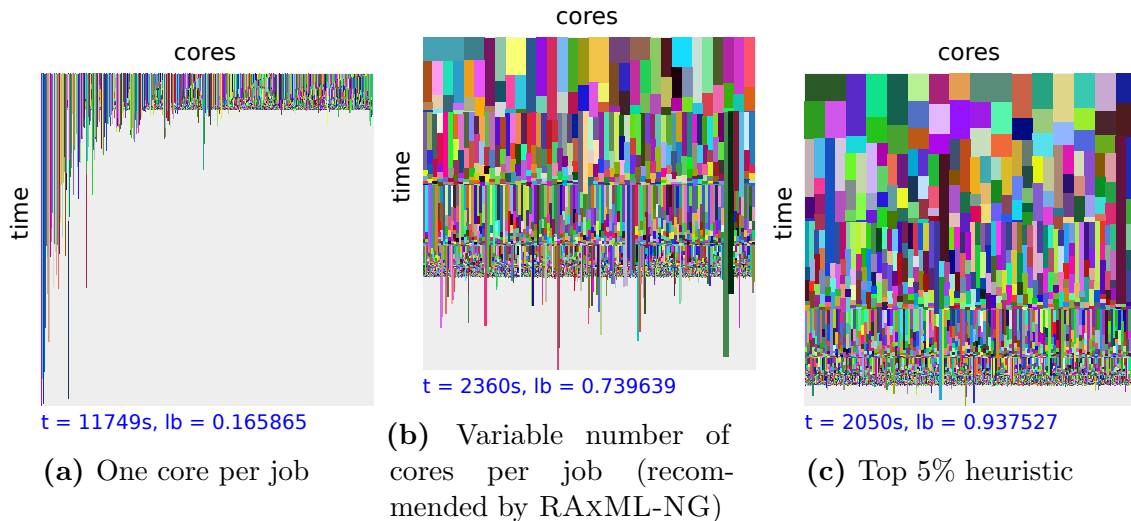 cores
time
t = 11749s, lb = 0.165865
(a) One core per job
cores
time
t = 2360s, lb = 0.739639
(b) Variable number of
cores per job (recom-
mended by RAxML-NG)
cores
time
t = 2050s, lb = 0.937527
(c) Top 5% heuristic